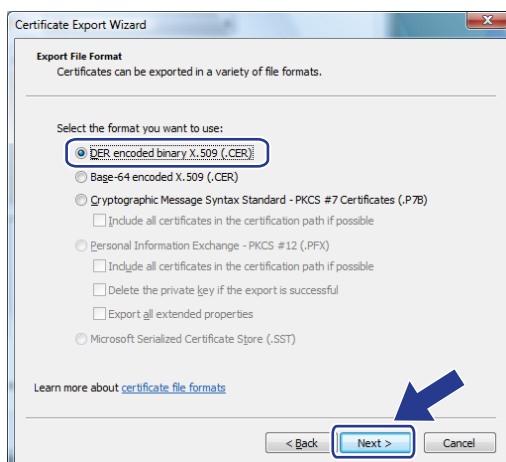 Certificate Export Wizard
Export File Format
Certificates can be exported in a variety of file formats.
Select the format you want to use:
DER encoded binary X.509 (.CER)
Base-64 encoded X.509 (.CER)
Cryptographic Message Syntax Standard - PKCS #7 Certificates (.P7B)
Include all certificates in the certification path if possible
Personal Information Exchange - PKCS #12 (.PFX)
Include all certificates in the certification path if possible
Delete the private key if the export is successful
Export all extended properties
Microsoft Serialized Certificate Store (.SST)
Learn more about certificate file formats
< Back Next > Cancel